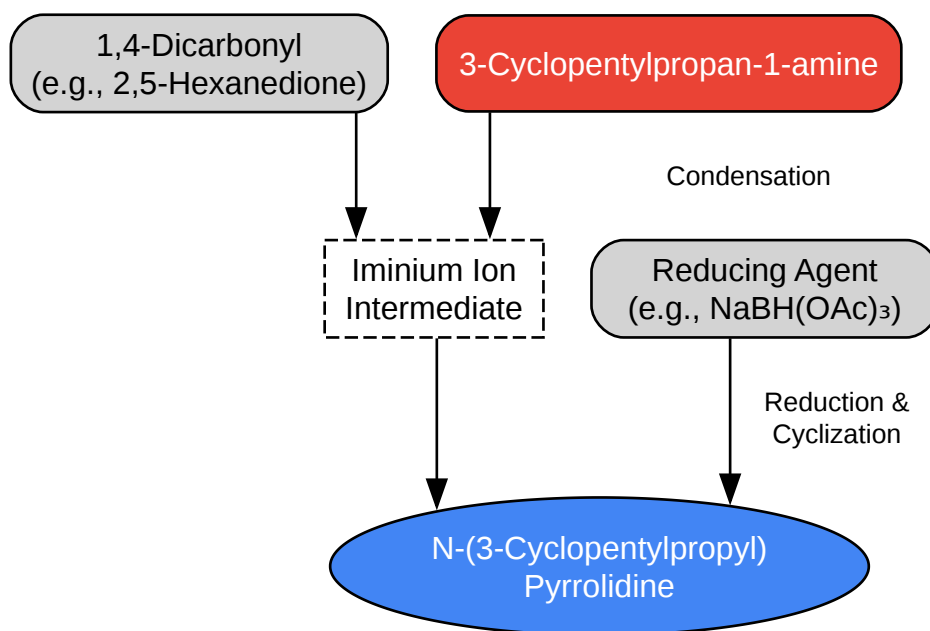 1,4-Dicarbonyl
(e.g., 2,5-Hexanedione)
3-Cyclopentylpropan-1-amine
Condensation
Iminium Ion
Intermediate
Reducing Agent
(e.g., NaBH(OAc)₃)
Reduction &
Cyclization
N-(3-Cyclopentylpropyl)
Pyrrolidine